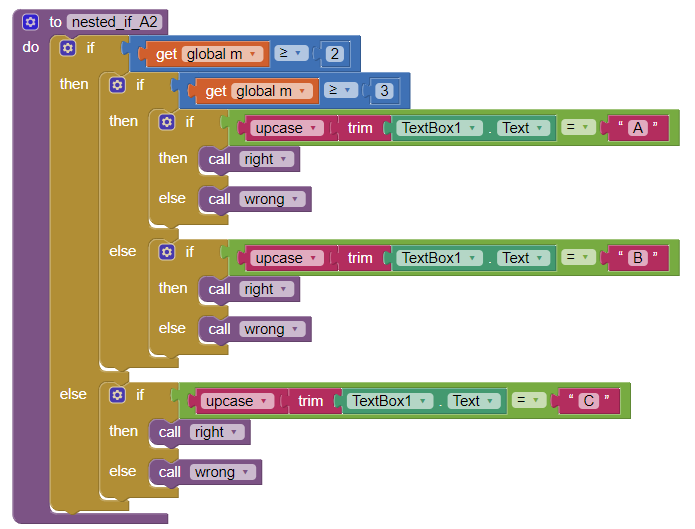 to nested_if_A2
do if get global m ≥ 2
then if get global m ≥ 3
then if upcase trim TextBox1 . Text = “ A ”
then call right
else call wrong
else if upcase trim TextBox1 . Text = “ B ”
then call right
else call wrong
else if upcase trim TextBox1 . Text = “ C ”
then call right
else call wrong